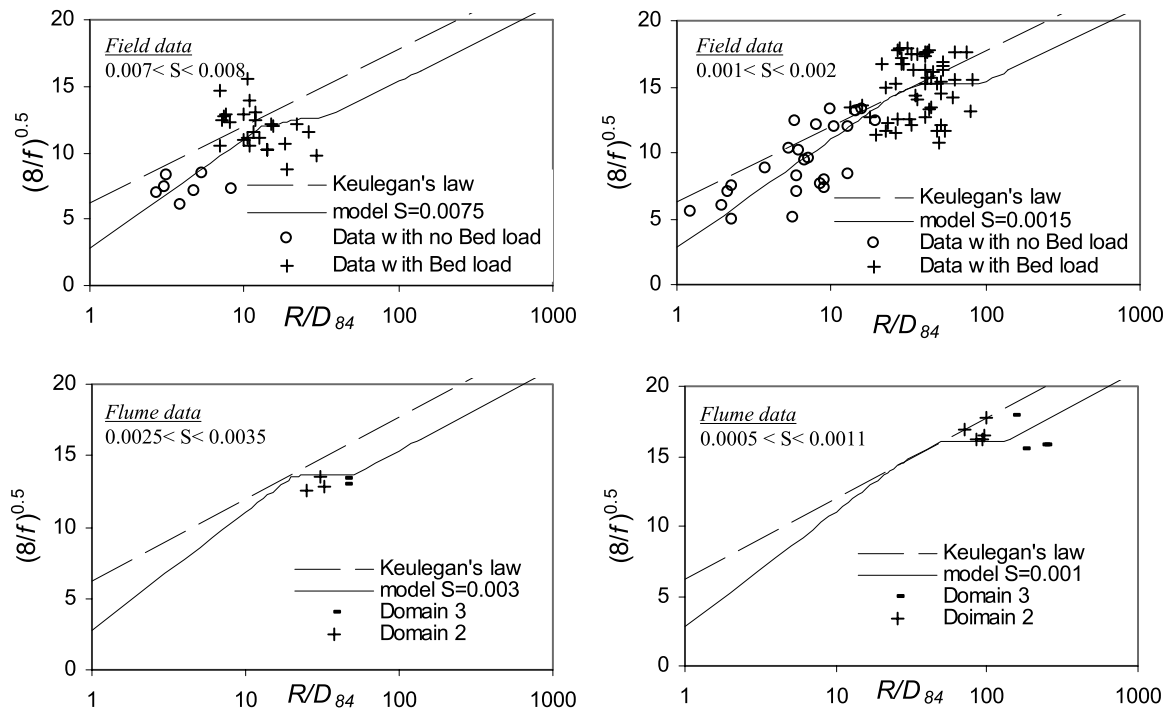 20
15
10
5
0
(8/f)^0.5
Field data
0.007< S< 0.008
Keulegan's law
model S=0.0075
Data with no Bed load
Data with Bed load
1
10
100
1000
R/D84
20
15
10
5
0
(8/f)^0.5
Field data
0.001 < S < 0.002
Keulegan's law
model S=0.0015
Data with no Bed load
Data with Bed load
1
10
100
1000
R/D84
20
15
10
5
0
(8/f)^0.5
Flume data
0.0025< S< 0.0035
Keulegan's law
model S=0.003
Domain 3
Domain 2
1
10
100
1000
R/D84
20
15
10
5
0
(8/f)^0.5
Flume data
0.0005 < S< 0.0011
Keulegan's law
model S=0.001
Domain 3
Doimain 2
1
10
100
1000
R/D84